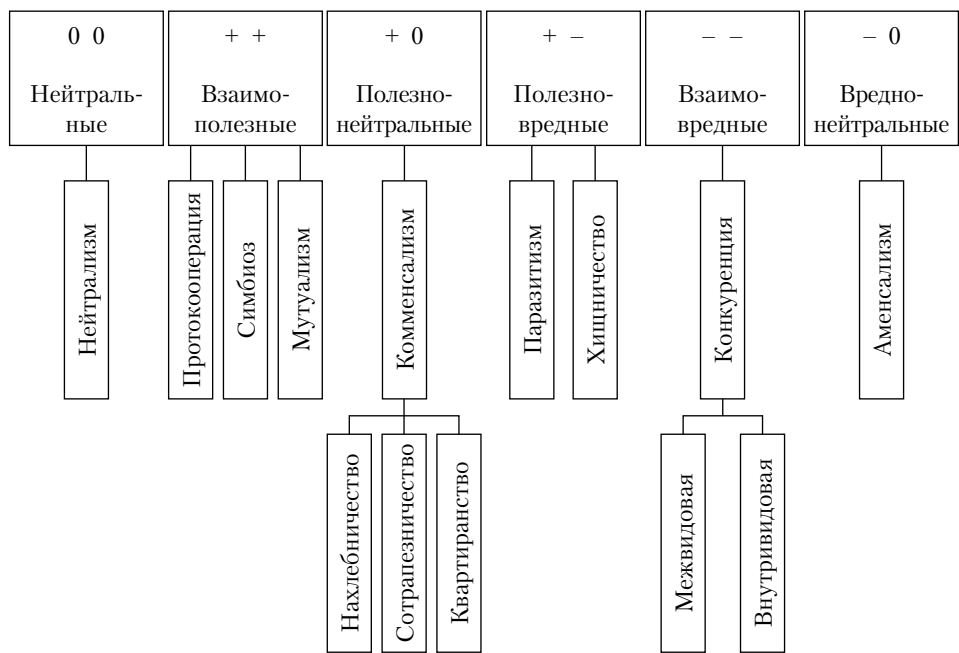 0 0
Нейтраль-
ные
+ +
Взаимо-
полезные
+ 0
Полезно-
нейтральные
+ –
Полезно-
вредные
– –
Взаимо-
вредные
– 0
Вредно-
нейтральные
Нейтрализм
Протокооперация
Симбиоз
Мутуализм
Комменсализм
Паразитизм
Хищничество
Конкуренция
Аменсализм
Нахлебничество
Сотрапезничество
Квартиранство
Межвидовая
Внутривидовая